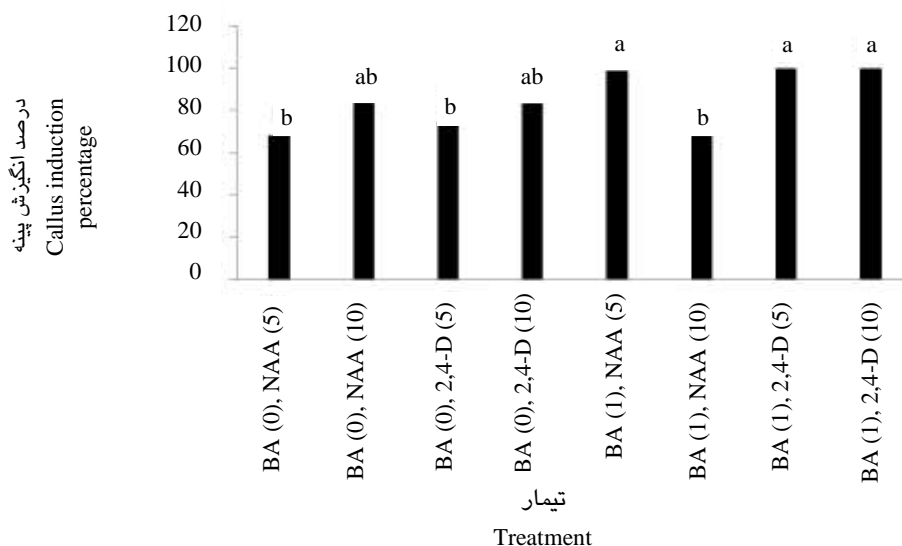 درصد انگیزش پینه
Callus induction
percentage
120
100
80
60
40
20
0
b
ab
b
ab
a
b
a
a
BA (0), NAA (5)
BA (0), NAA (10)
BA (0), 2,4-D (5)
BA (0), 2,4-D (10)
BA (1), NAA (5)
BA (1), NAA (10)
BA (1), 2,4-D (5)
BA (1), 2,4-D (10)
تیمار
Treatment